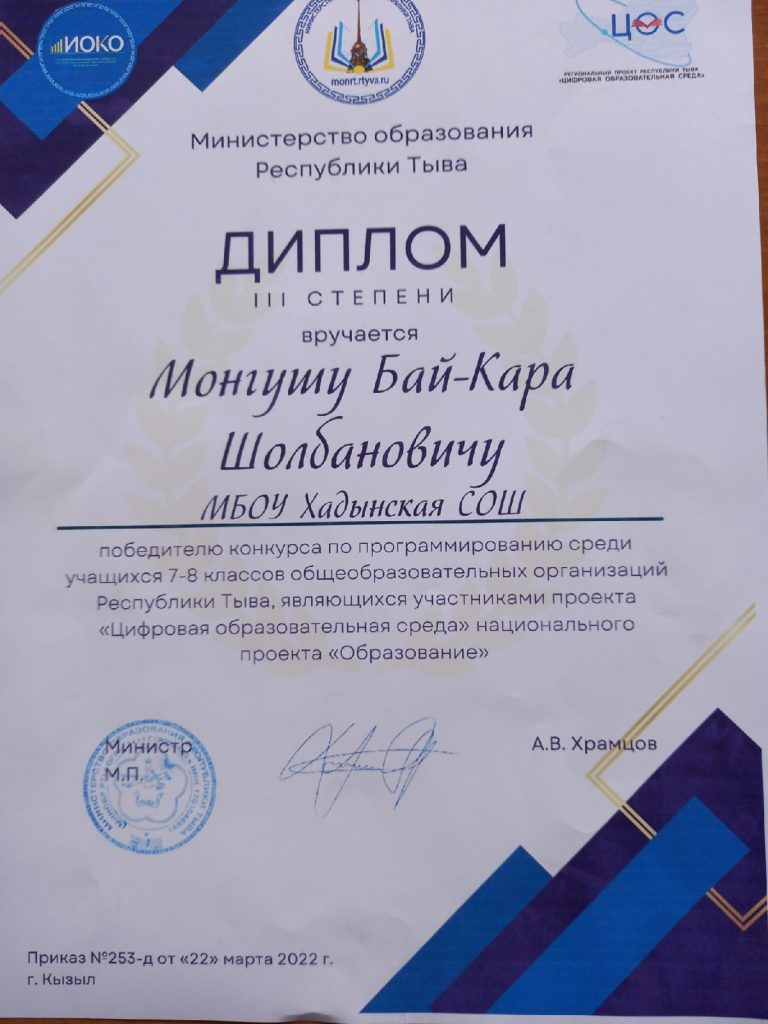 ИОКО
monrt.rtyva.ru
ЦОС
РЕГИОНАЛЬНЫЙ ПРОЕКТ РЕСПУБЛИКИ ТЫВА
«ЦИФРОВАЯ ОБРАЗОВАТЕЛЬНАЯ СРЕДА»
Министерство образования
Республики Тыва
ДИПЛОМ
III СТЕПЕНИ
вручается
Монгушу Бай-Кара
Шолбановичу
МБОУ Хадынская СОШ
победителю конкурса по программированию среди
учащихся 7-8 классов общеобразовательных организаций
Республики Тыва, являющихся участниками проекта
«Цифровая образовательная среда» национального
проекта «Образование»
Министр
А.В. Храмцов
М.П.
Приказ №253-д от «22» марта 2022 г.
г. Кызыл